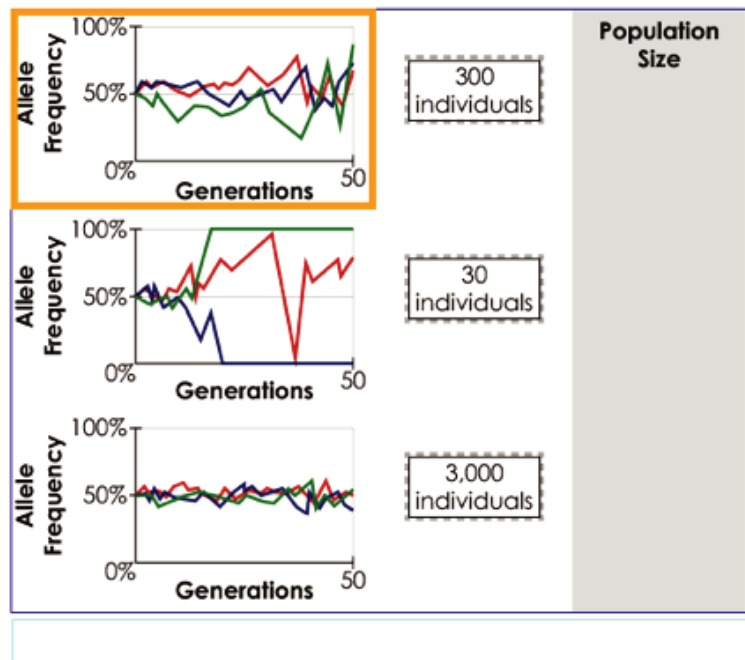 Population
Size
100%
Allele
Frequency
50%
0%
50
Generations
300
individuals
100%
Allele
Frequency
50%
0%
50
Generations
30
individuals
100%
Allele
Frequency
50%
0%
50
Generations
3,000
individuals